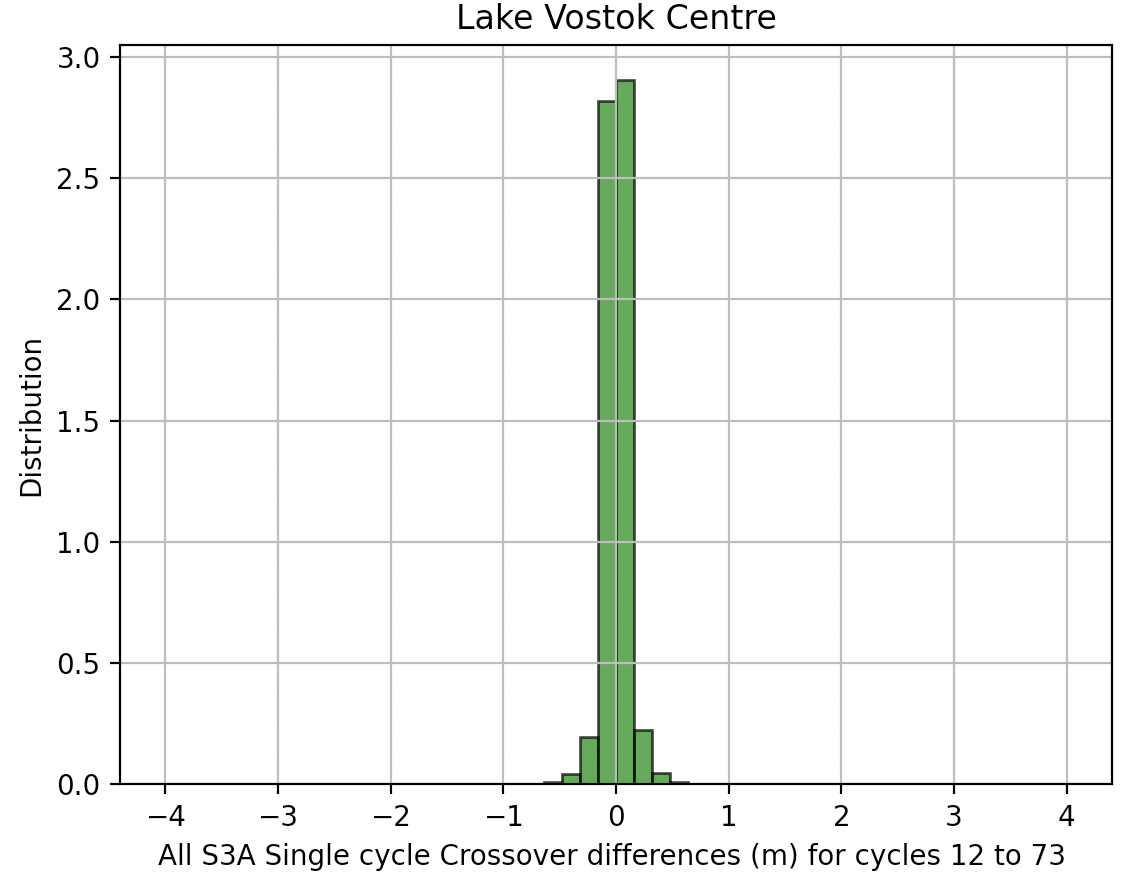 Lake Vostok Centre
3.0
2.5
2.0
1.5
1.0
0.5
0.0
Distribution
−4 −3 −2 −1 0 1 2 3 4
All S3A Single cycle Crossover differences (m) for cycles 12 to 73